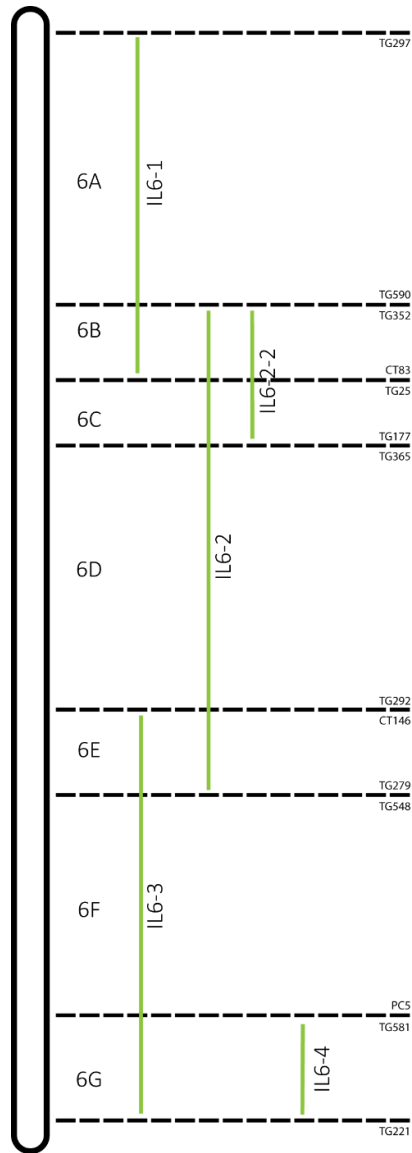 TG297
6A
IL6-1
TG590
TG352
6B
IL6-2-2
CT83
TG25
6C
TG177
TG365
6D
IL6-2
TG292
CT146
6E
TG279
TG548
6F
IL6-3
PC5
TG581
6G
IL6-4
TG221